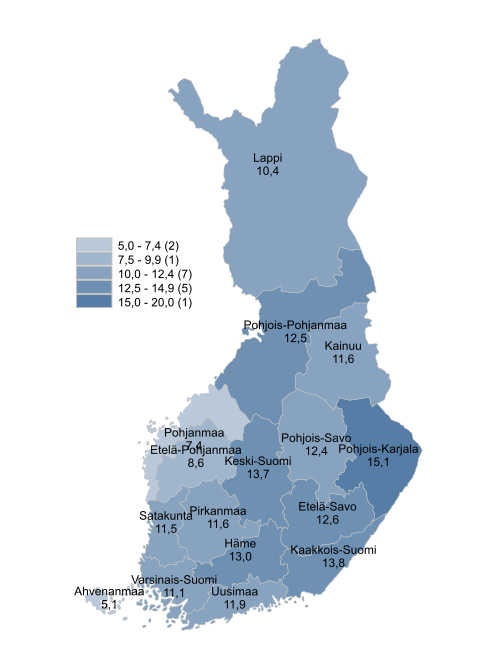 Lappi
10,4
5,0 - 7,4 (2)
7,5 - 9,9 (1)
10,0 - 12,4 (7)
12,5 - 14,9 (5)
15,0 - 20,0 (1)
Pohjois-Pohjanmaa
12,5
Kainuu
11,6
Pohjanmaa
7,4
Etelä-Pohjanmaa
8,6
Keski-Suomi
13,7
Pohjois-Savo
12,4
Pohjois-Karjala
15,1
Satakunta
11,5
Pirkanmaa
11,6
Etelä-Savo
12,6
Häme
13,0
Kaakkois-Suomi
13,8
Ahvenanmaa
5,1
Varsinais-Suomi
11,1
Uusimaa
11,9